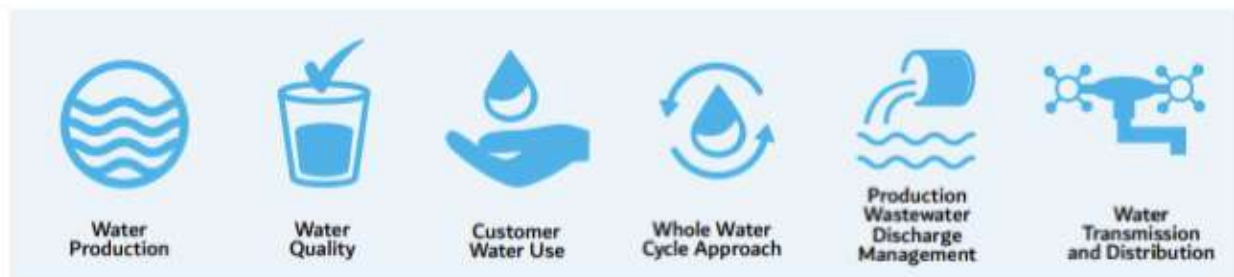 Water
Production
Water
Quality
Customer
Water Use
Whole Water
Cycle Approach
Production
Wastewater
Discharge
Management
Water
Transmission
and Distribution